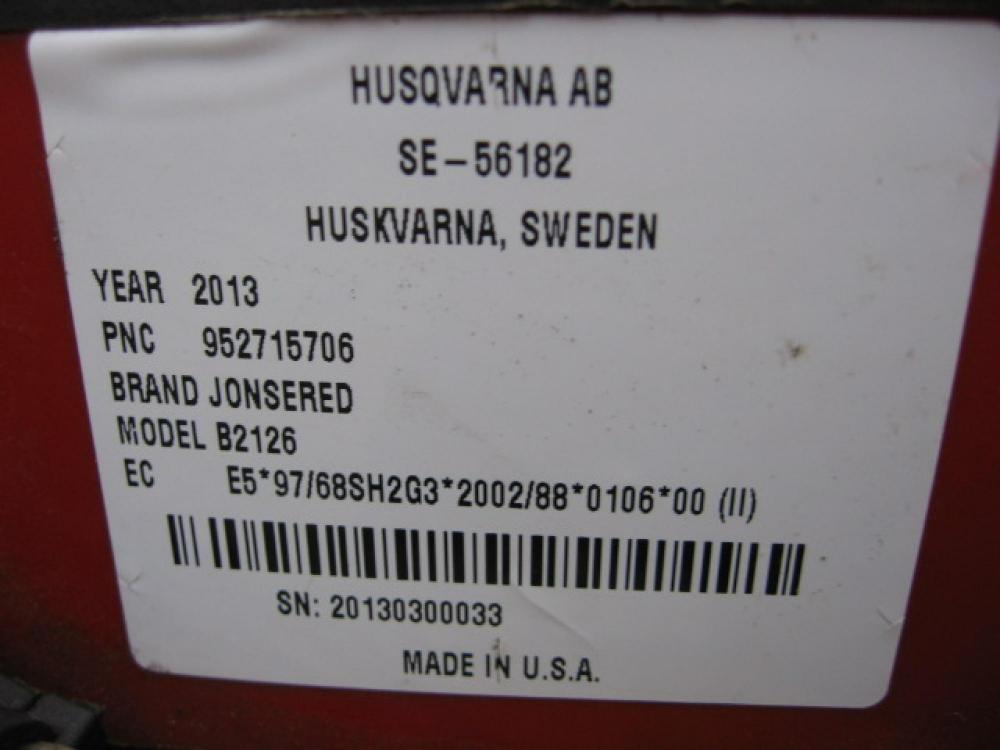 HUSQVARNA AB
SE-56182
HUSKVARNA, SWEDEN
YEAR 2013
PNC 952715706
BRAND JONSERED
MODEL B2126
EC E5*97/68SH2G3*2002/88*0106*00 (II)
SN: 20130300033
MADE IN U.S.A.